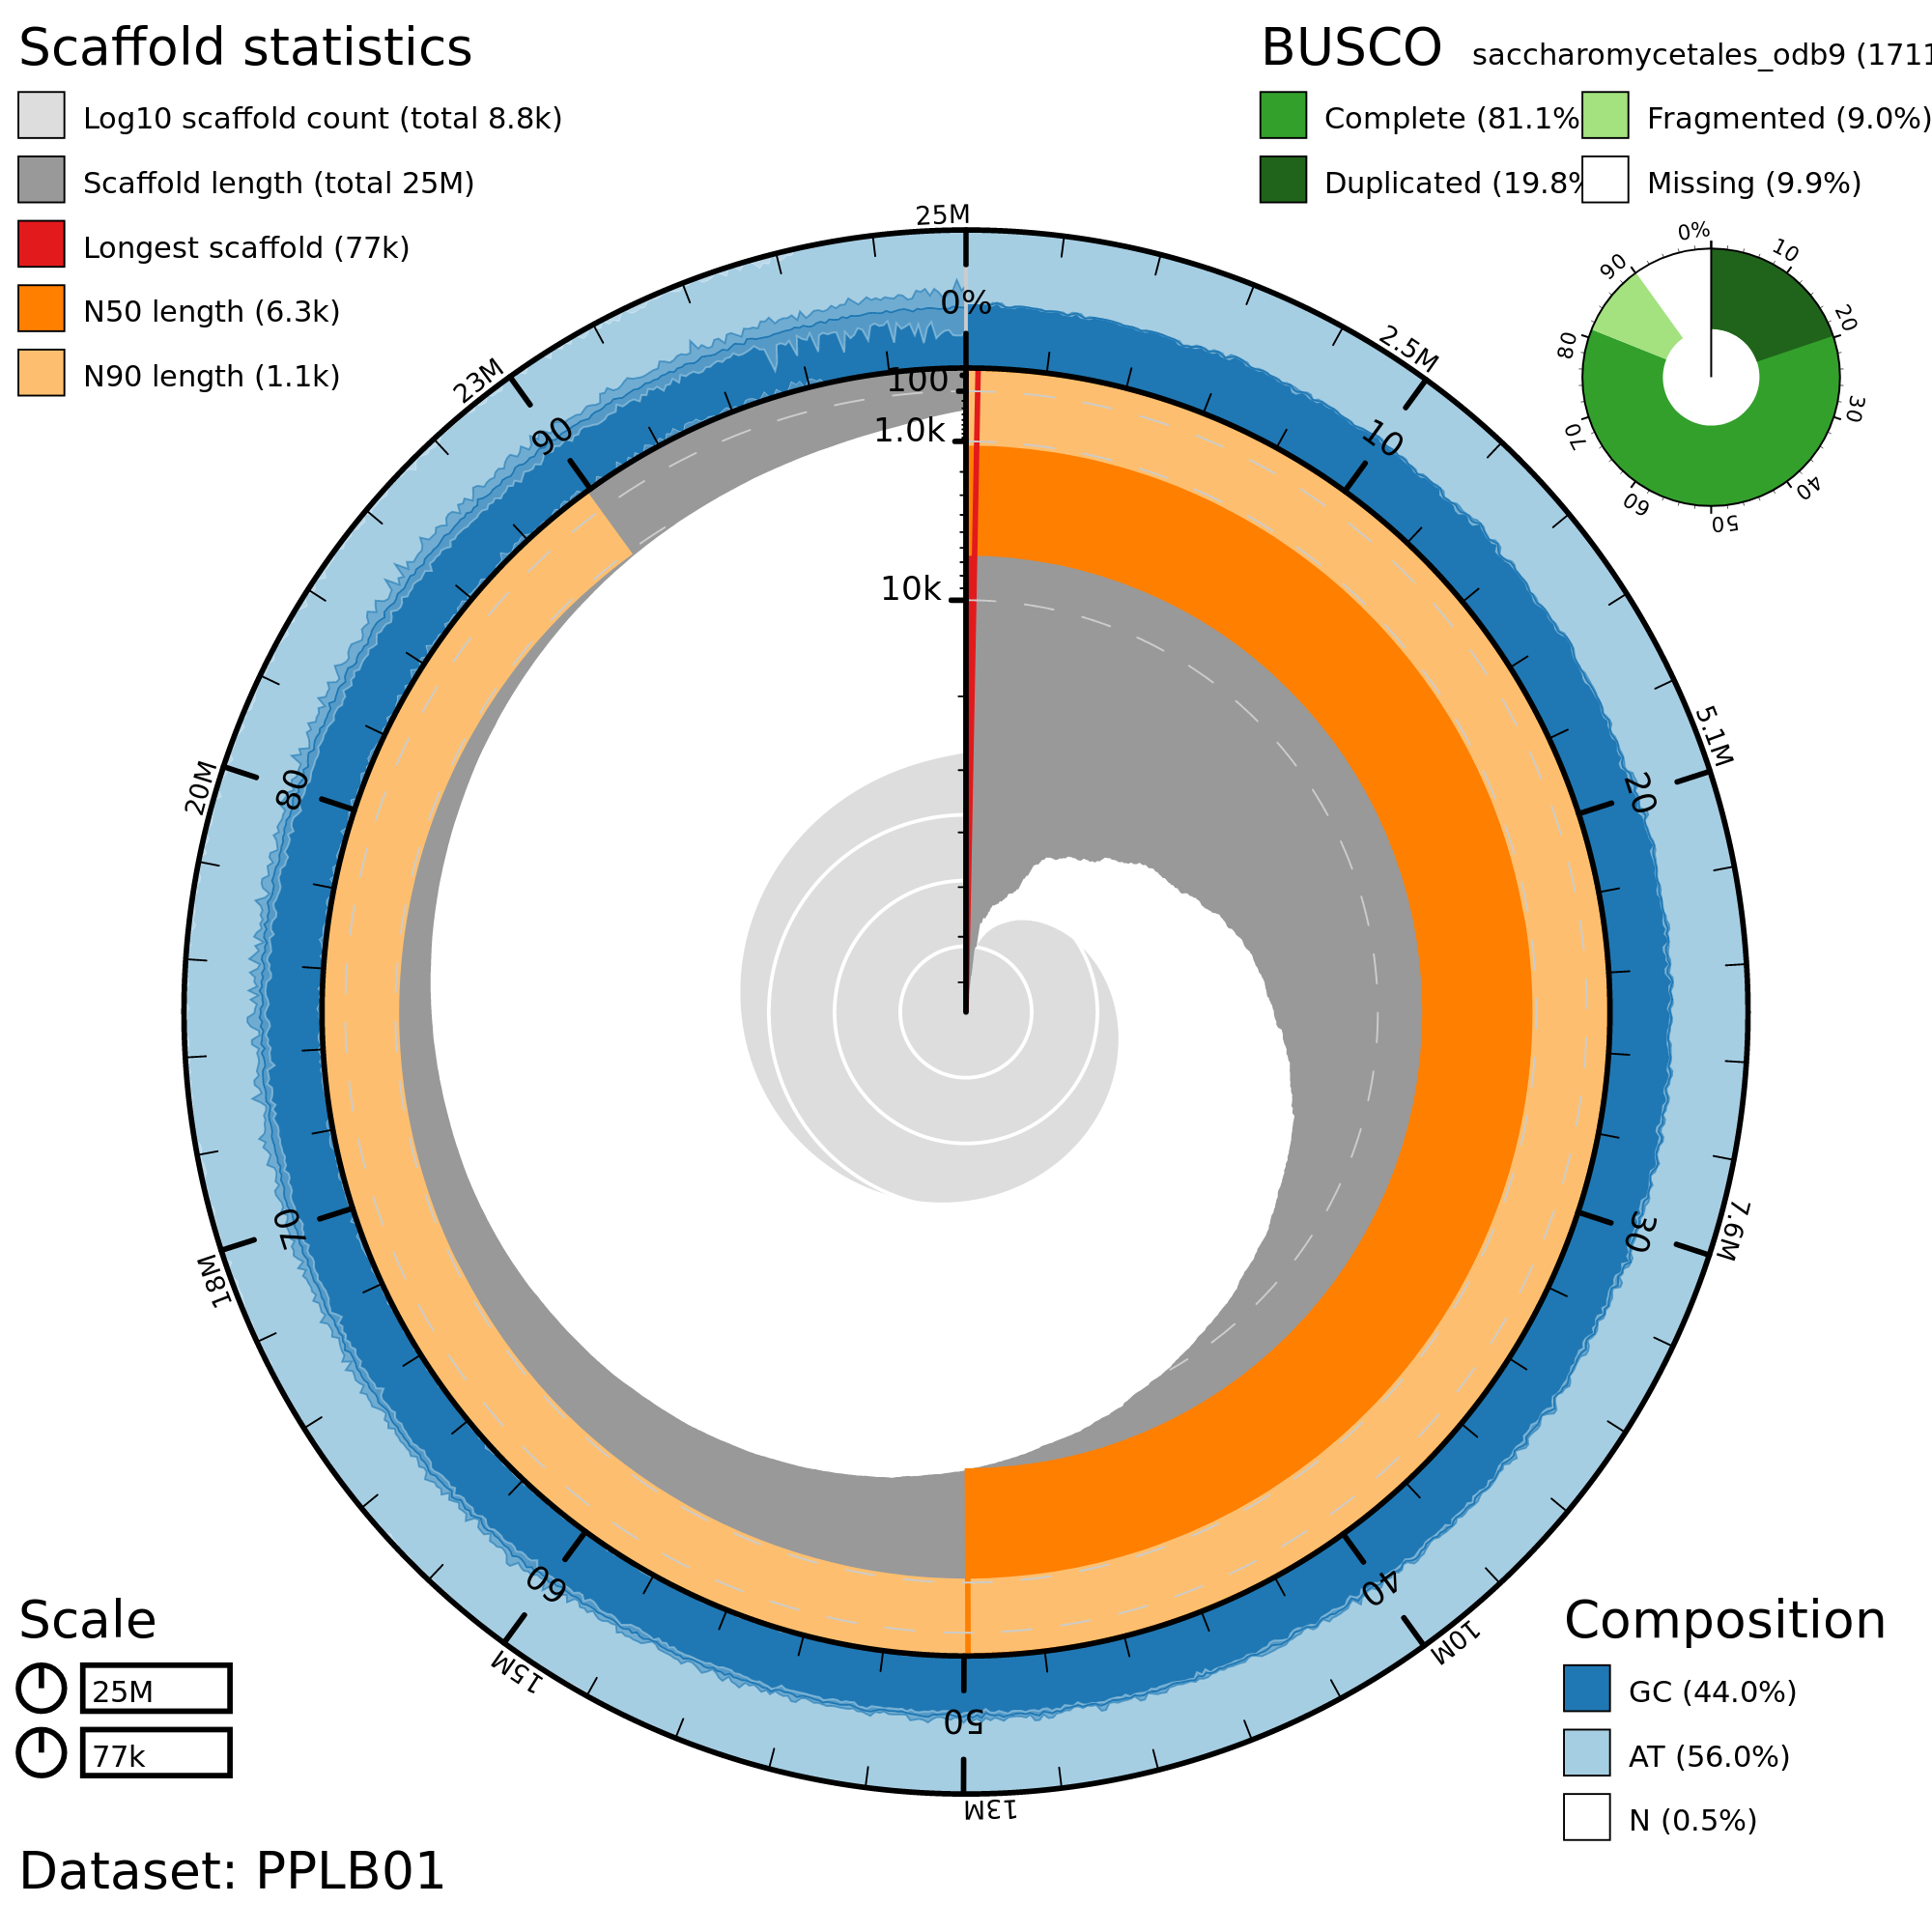 Scaffold statistics
Log10 scaffold count (total 8.8k)
Scaffold length (total 25M)
Longest scaffold (77k)
N50 length (6.3k)
N90 length (1.1k)
BUSCO saccharomycetales_odb9 (1711
Complete (81.1%
Fragmented (9.0%)
Duplicated (19.8%
Missing (9.9%)
0%
10
20
30
40
50
60
70
80
90
25M
2.5M
5.1M
7.6M
10M
13M
15M
18M
20M
23M
0%
10
20
30
40
50
60
70
80
90
100
1.0k
10k
Scale
25M
77k
Composition
GC (44.0%)
AT (56.0%)
N (0.5%)
Dataset: PPLB01